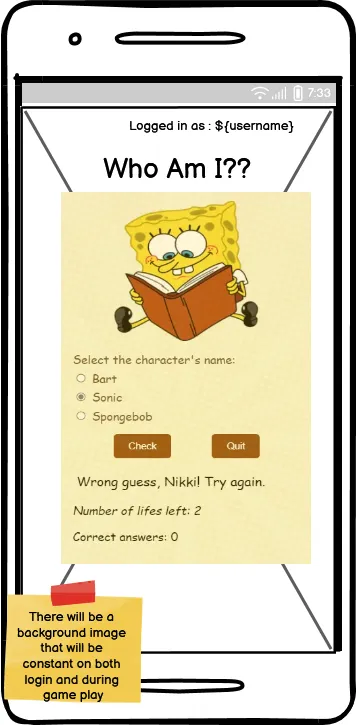 7:33
Logged in as : ${username}
Who Am I??
Select the character's name:
Bart
Sonic
Spongebob
Check Quit
Wrong guess, Nikki! Try again.
Number of lifes left: 2
Correct answers: 0
There will be a
background image
that will be
constant on both
login and during
game play